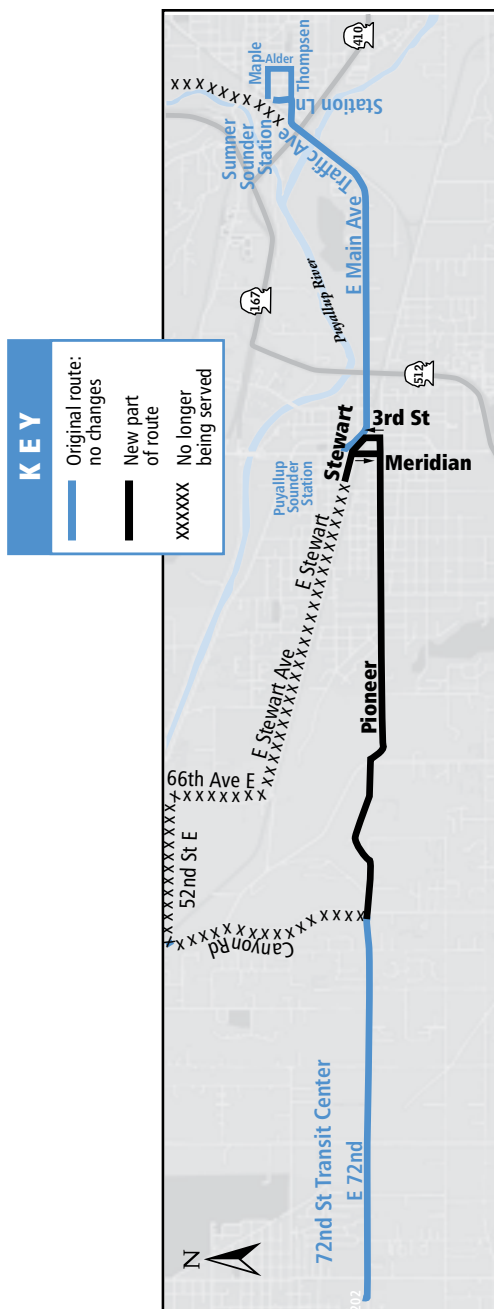 KEY
Original route:
no changes
New part
of route
xxxxxx No longer
being served
N
202
72nd St Transit Center
E 72nd
Canyon Rd
52nd St E
66th Ave E
E Stewart Ave
E Stewart
Pioneer
Puyallup
Sounder
Station
Stewart
3rd St
Meridian
512
167
Puyallup River
E Main Ave
Traffic Ave
Sumner
Sounder
Station
Station Ln
Maple
Alder
Thompsen
410